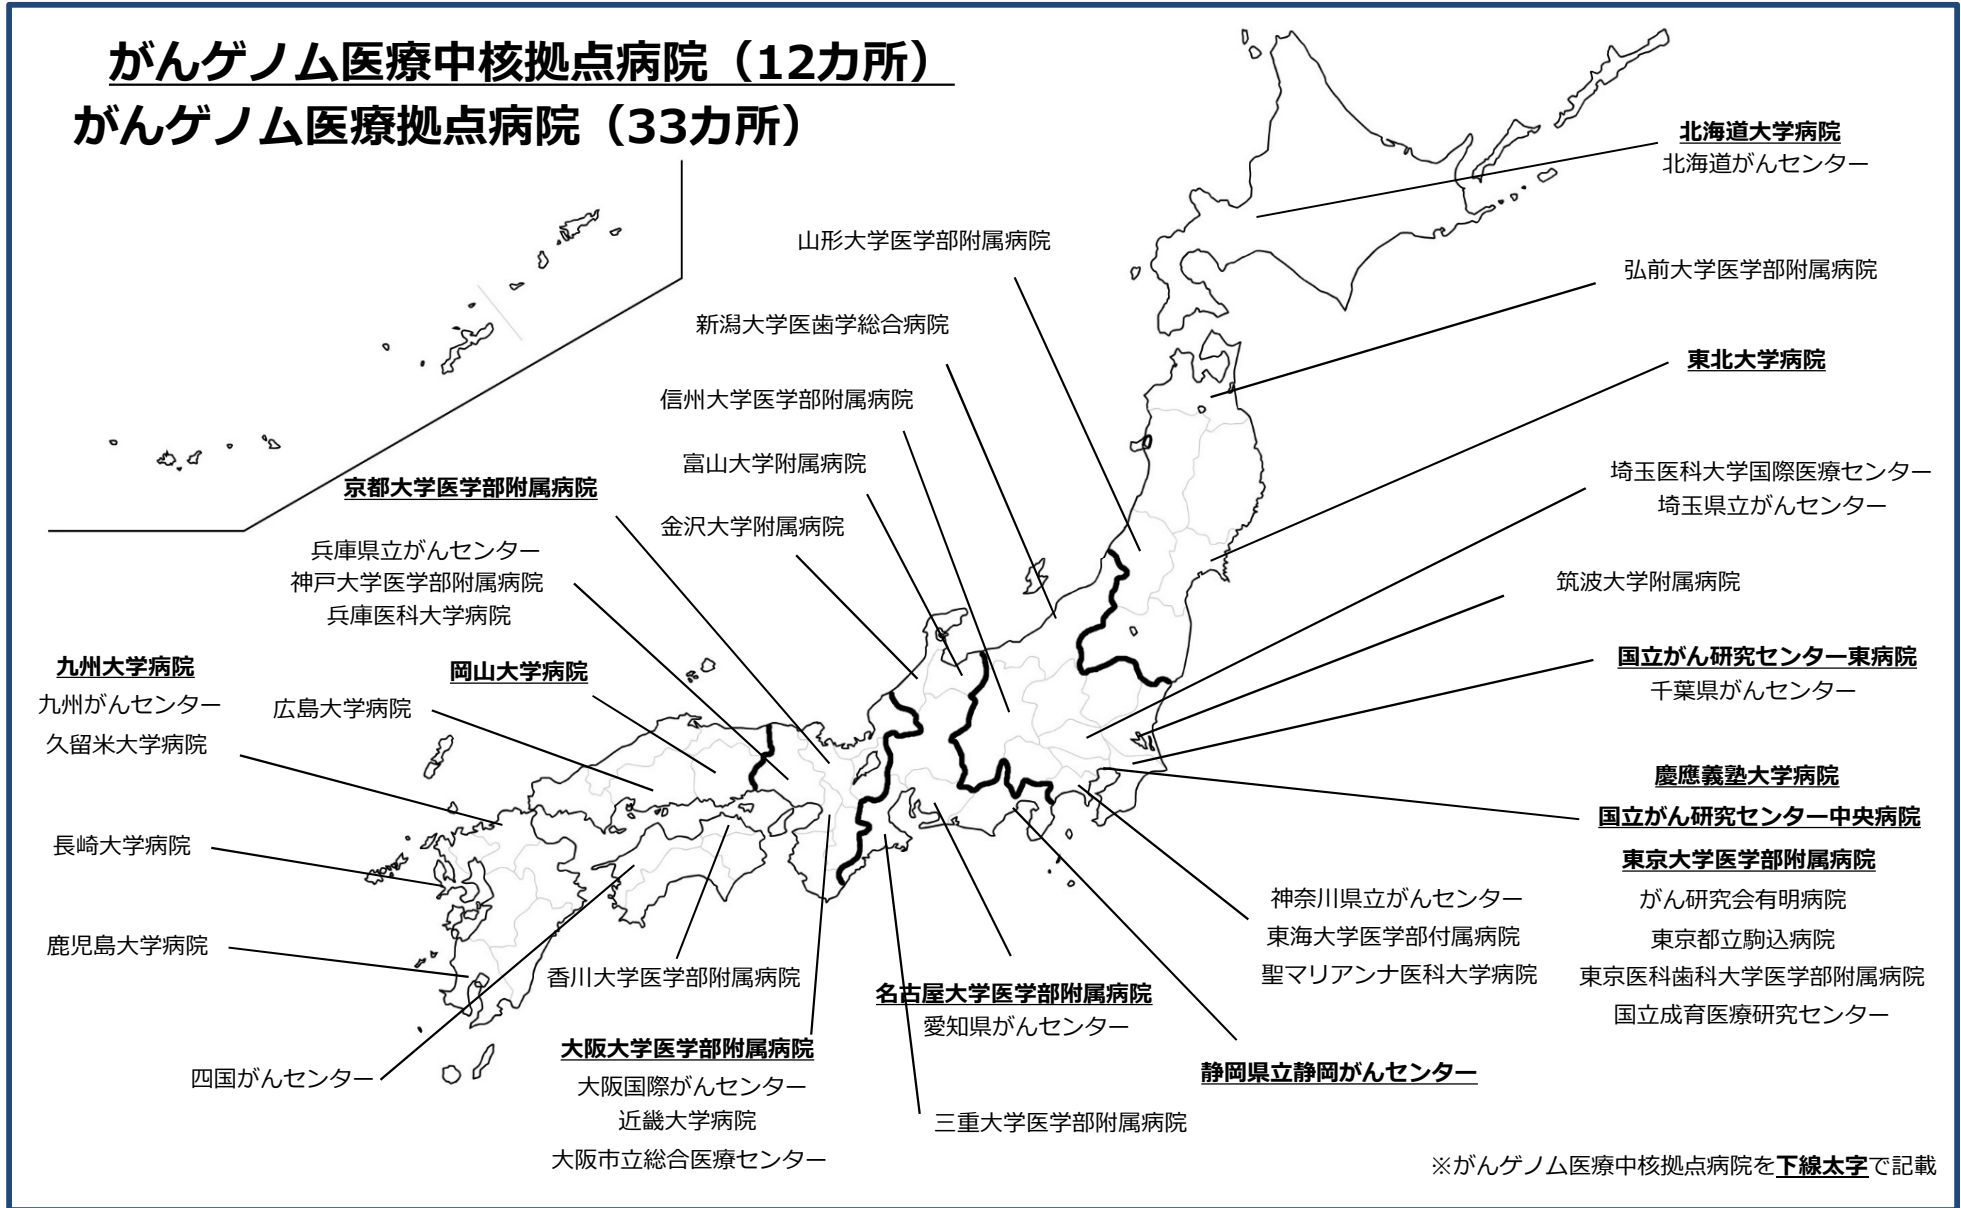 がんゲノム医療中核拠点病院（12カ所）
がんゲノム医療拠点病院（33カ所）
北海道大学病院
北海道がんセンター
山形大学医学部附属病院
弘前大学医学部附属病院
新潟大学医歯学総合病院
東北大学病院
信州大学医学部附属病院
富山大学附属病院
埼玉医科大学国際医療センター
埼玉県立がんセンター
京都大学医学部附属病院
金沢大学附属病院
兵庫県立がんセンター
神戸大学医学部附属病院
兵庫医科大学病院
筑波大学附属病院
九州大学病院
九州がんセンター
久留米大学病院
岡山大学病院
広島大学病院
国立がん研究センター東病院
千葉県がんセンター
慶應義塾大学病院
国立がん研究センター中央病院
東京大学医学部附属病院
がん研究会有明病院
東京都立駒込病院
東京医科歯科大学医学部附属病院
国立成育医療研究センター
長崎大学病院
鹿児島大学病院
神奈川県立がんセンター
東海大学医学部付属病院
聖マリアンナ医科大学病院
香川大学医学部附属病院
名古屋大学医学部附属病院
愛知県がんセンター
大阪大学医学部附属病院
大阪国際がんセンター
近畿大学病院
大阪市立総合医療センター
四国がんセンター
静岡県立静岡がんセンター
三重大学医学部附属病院
※がんゲノム医療中核拠点病院を下線太字で記載